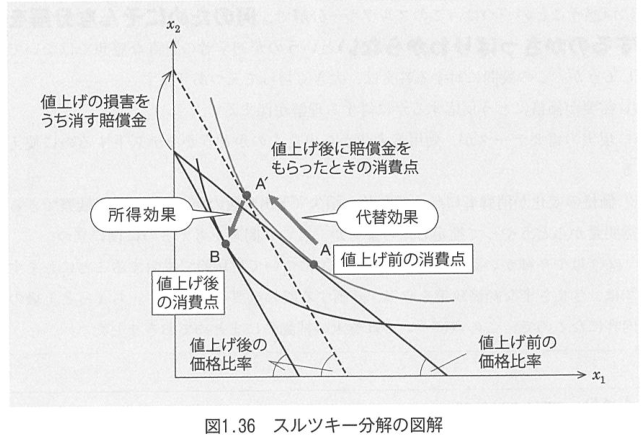 x₂
値上げの損害を
うち消す賠償金
値上げ後に賠償金を
もらったときの消費点
A′
所得効果
代替効果
A
B
値上げ前の消費点
値上げ後
の消費点
値上げ後の
価格比率
値上げ前の
価格比率
x₁
図1.36 スルツキー分解の図解